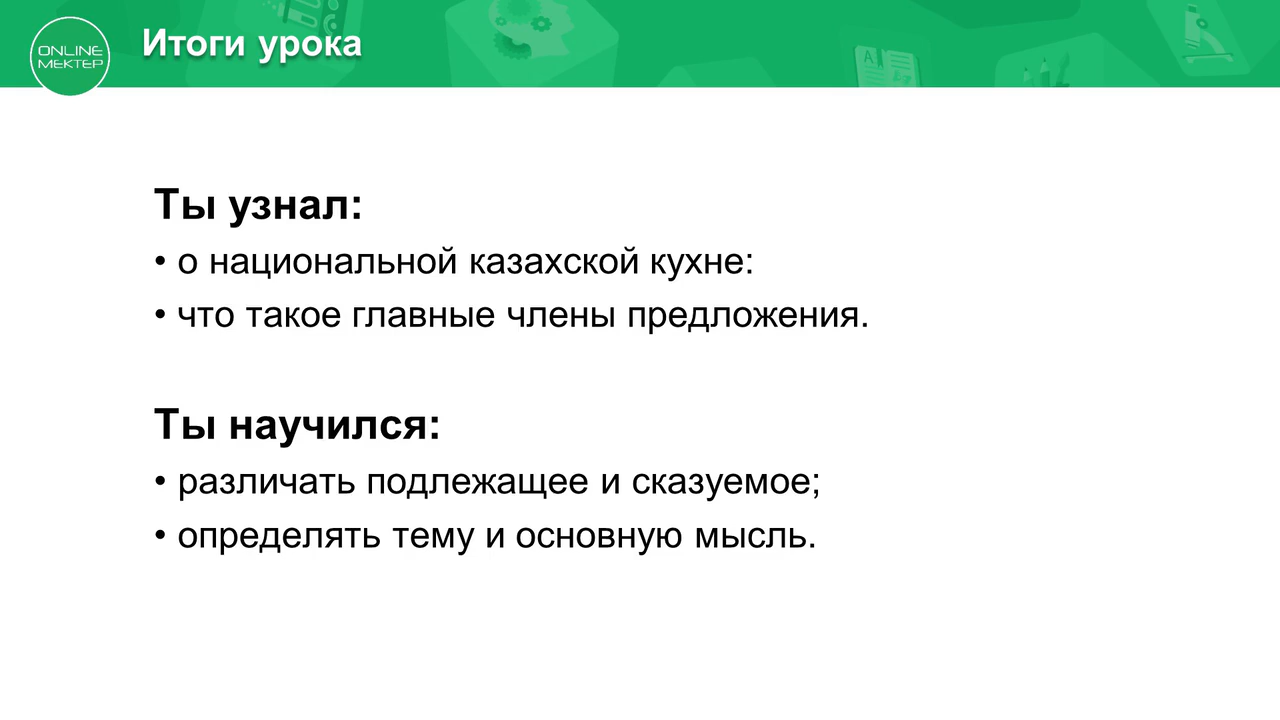 ONLINE
МЕКТЕР
Итоги урока
Ты узнал:
• о национальной казахской кухне:
• что такое главные члены предложения.
Ты научился:
• различать подлежащее и сказуемое;
• определять тему и основную мысль.